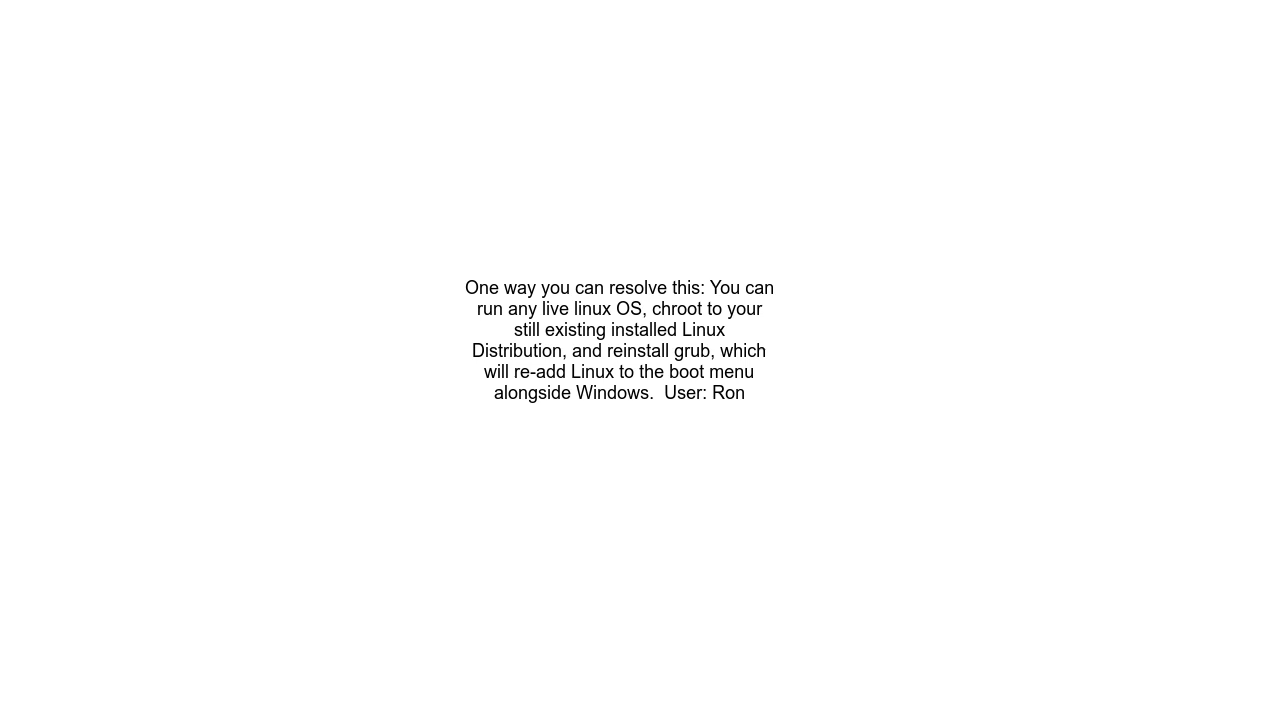 One way you can resolve this: You can
run any live linux OS, chroot to your
still existing installed Linux
Distribution, and reinstall grub, which
will re-add Linux to the boot menu
alongside Windows.  User: Ron